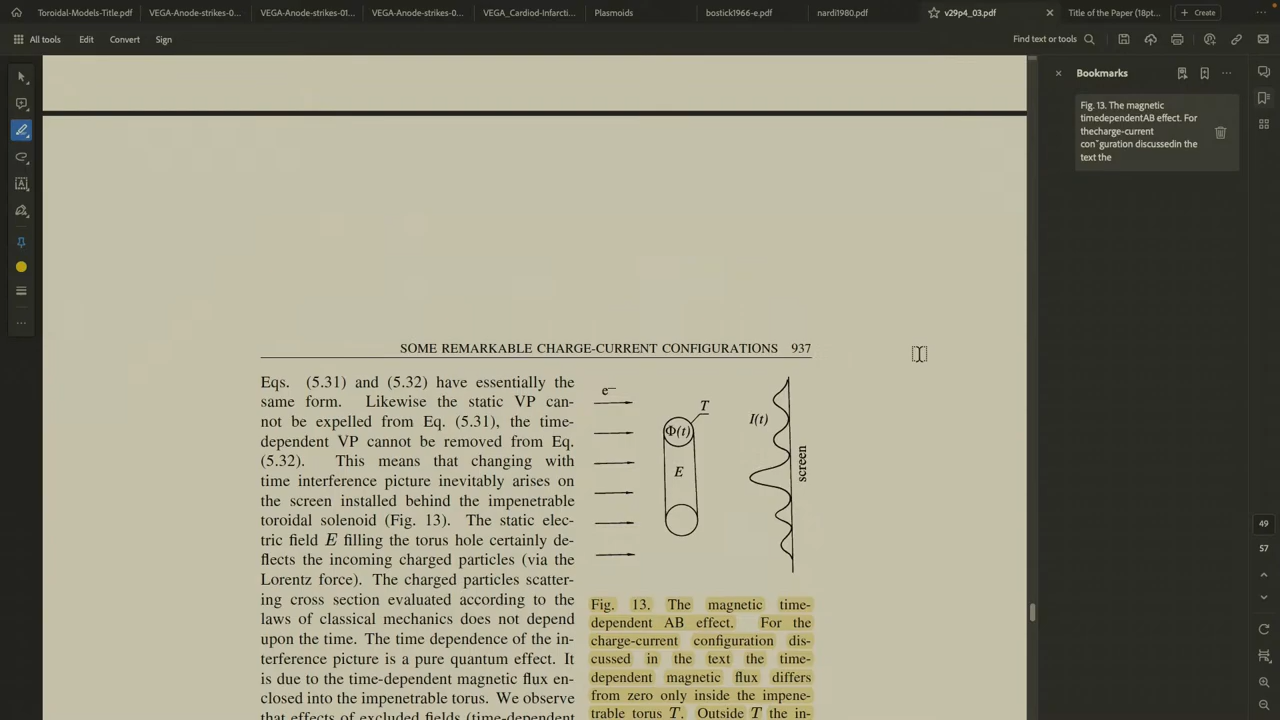 Toroidal-Models-Title.pdf
VEGA-Anode-strikes-0...
VEGA-Anode-strikes-01...
VEGA-Anode-strikes-0...
VEGA_Cardiod-Infarcti...
Plasmoids
bostick1966-e.pdf
nardi1980.pdf
v29p4_03.pdf
Title of the Paper (18pt...
Create
All tools
Edit
Convert
Sign
Find text or tools
Bookmarks
Fig. 13. The magnetic
timedependentAB effect. For
thecharge-current
con¯guration discussedin the
text the
SOME REMARKABLE CHARGE-CURRENT CONFIGURATIONS 937
Eqs. (5.31) and (5.32) have essentially the
same form. Likewise the static VP can-
not be expelled from Eq. (5.31), the time-
dependent VP cannot be removed from Eq.
(5.32). This means that changing with
time interference picture inevitably arises on
the screen installed behind the impenetrable
toroidal solenoid (Fig. 13). The static elec-
tric field E filling the torus hole certainly de-
flects the incoming charged particles (via the
Lorentz force). The charged particles scatter-
ing cross section evaluated according to the
laws of classical mechanics does not depend
upon the time. The time dependence of the in-
terference picture is a pure quantum effect. It
is due to the time-dependent magnetic flux en-
closed into the impenetrable torus. We observe
that effects of excluded fields (time-dependent
e⁻
T
Φ(t)
E
I(t)
screen
Fig. 13. The magnetic time-
dependent AB effect. For the
charge-current configuration dis-
cussed in the text the time-
dependent magnetic flux differs
from zero only inside the impene-
trable torus T. Outside T the in-
49
57